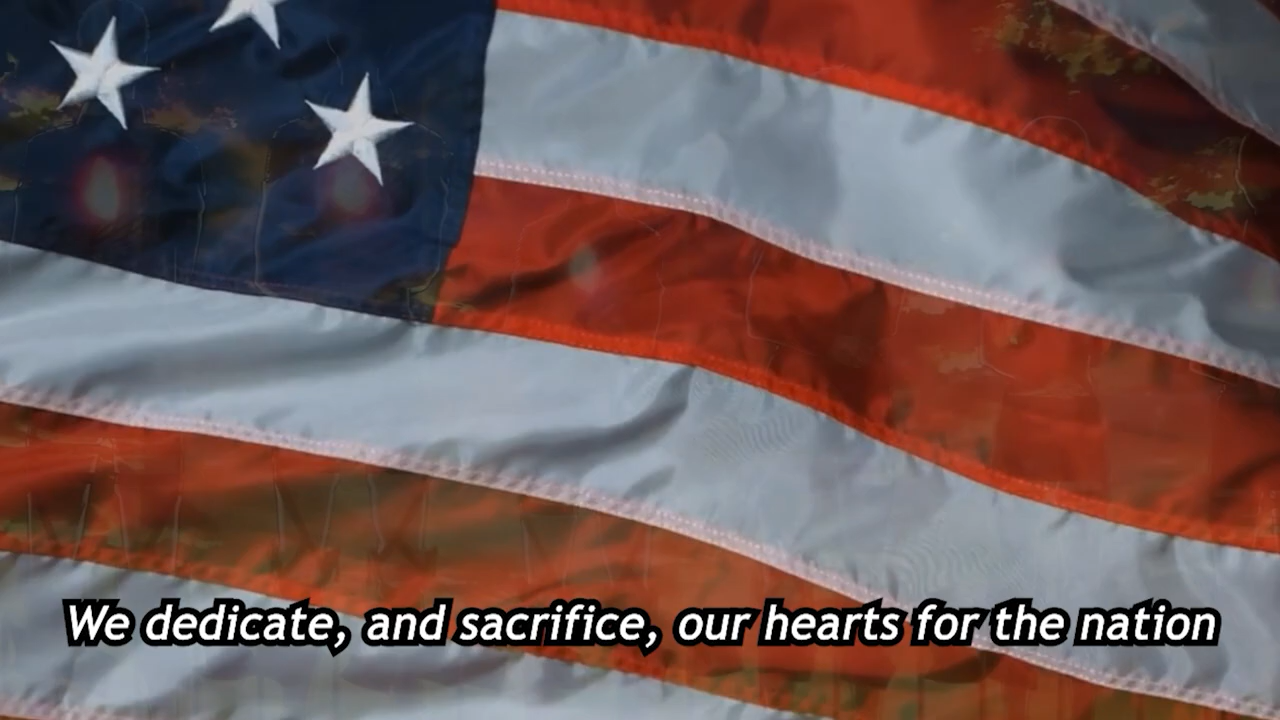 We dedicate, and sacrifice, our hearts for the nation